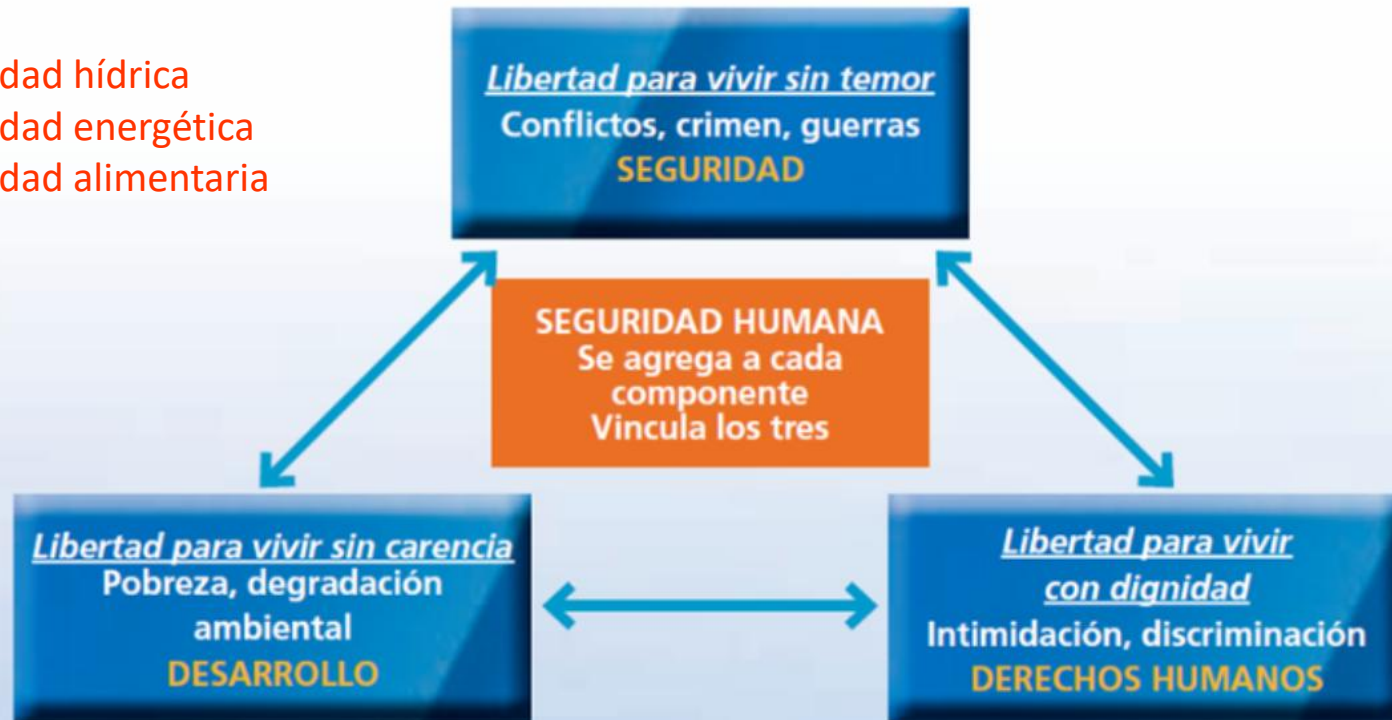 dad hídrica
dad energética
dad alimentaria
Libertad para vivir sin temor
Conflictos, crimen, guerras
SEGURIDAD
SEGURIDAD HUMANA
Se agrega a cada
componente
Vincula los tres
Libertad para vivir sin carencia
Pobreza, degradación
ambiental
DESARROLLO
Libertad para vivir
con dignidad
Intimidación, discriminación
DERECHOS HUMANOS